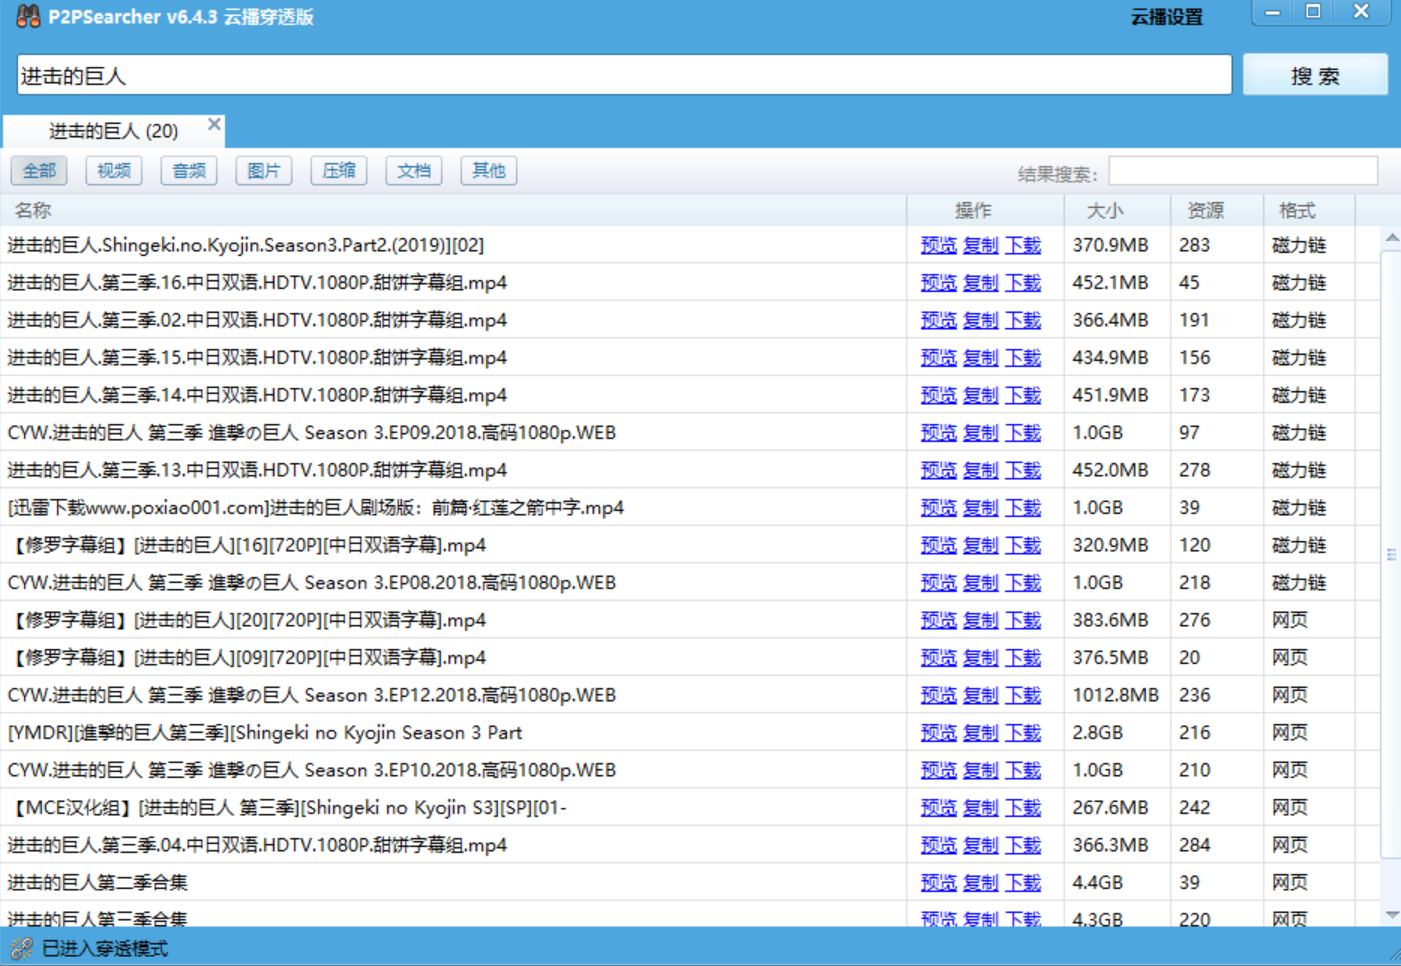 P2PSearcher v6.4.3 云播穿透版 云播设置
进击的巨人 搜 索
进击的巨人 (20)
全部 视频 音频 图片 压缩 文档 其他 结果搜索：
名称 操作 大小 资源 格式
进击的巨人.Shingeki.no.Kyojin.Season3.Part2.(2019)][02] 预览 复制 下载 370.9MB 283 磁力链
进击的巨人.第三季.16.中日双语.HDTV.1080P.甜饼字幕组.mp4 预览 复制 下载 452.1MB 45 磁力链
进击的巨人.第三季.02.中日双语.HDTV.1080P.甜饼字幕组.mp4 预览 复制 下载 366.4MB 191 磁力链
进击的巨人.第三季.15.中日双语.HDTV.1080P.甜饼字幕组.mp4 预览 复制 下载 434.9MB 156 磁力链
进击的巨人.第三季.14.中日双语.HDTV.1080P.甜饼字幕组.mp4 预览 复制 下载 451.9MB 173 磁力链
CYW.进击的巨人 第三季 進撃の巨人 Season 3.EP09.2018.高码1080p.WEB 预览 复制 下载 1.0GB 97 磁力链
进击的巨人.第三季.13.中日双语.HDTV.1080P.甜饼字幕组.mp4 预览 复制 下载 452.0MB 278 磁力链
[迅雷下载www.poxiao001.com]进击的巨人剧场版：前篇·红莲之箭中字.mp4 预览 复制 下载 1.0GB 39 磁力链
【修罗字幕组】[进击的巨人][16][720P][中日双语字幕].mp4 预览 复制 下载 320.9MB 120 磁力链
CYW.进击的巨人 第三季 進撃の巨人 Season 3.EP08.2018.高码1080p.WEB 预览 复制 下载 1.0GB 218 磁力链
【修罗字幕组】[进击的巨人][20][720P][中日双语字幕].mp4 预览 复制 下载 383.6MB 276 网页
【修罗字幕组】[进击的巨人][09][720P][中日双语字幕].mp4 预览 复制 下载 376.5MB 20 网页
CYW.进击的巨人 第三季 進撃の巨人 Season 3.EP12.2018.高码1080p.WEB 预览 复制 下载 1012.8MB 236 网页
[YMDR][進撃的巨人第三季][Shingeki no Kyojin Season 3 Part 预览 复制 下载 2.8GB 216 网页
CYW.进击的巨人 第三季 進撃の巨人 Season 3.EP10.2018.高码1080p.WEB 预览 复制 下载 1.0GB 210 网页
【MCE汉化组】[进击的巨人 第三季][Shingeki no Kyojin S3][SP][01- 预览 复制 下载 267.6MB 242 网页
进击的巨人.第三季.04.中日双语.HDTV.1080P.甜饼字幕组.mp4 预览 复制 下载 366.3MB 284 网页
进击的巨人第二季合集 预览 复制 下载 4.4GB 39 网页
进击的巨人第三季合集 预览 复制 下载 4.3GB 220 网页
已进入穿透模式